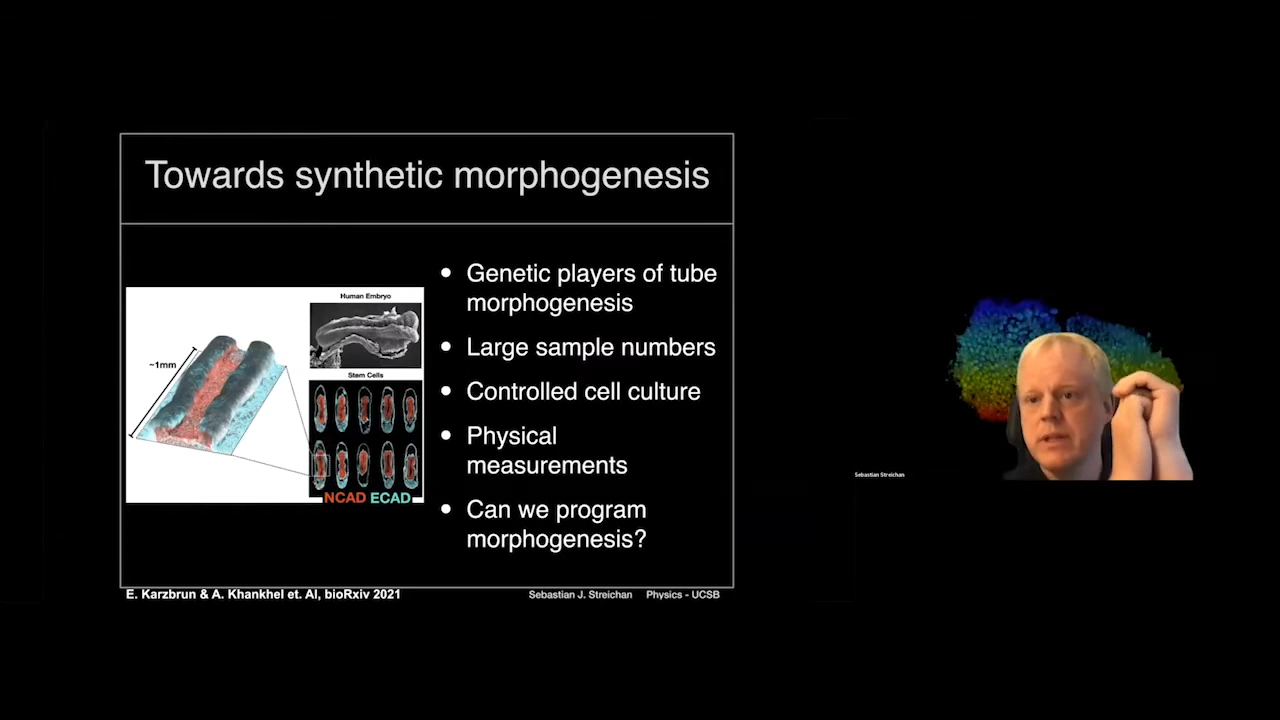 Towards synthetic morphogenesis
~1mm
Human Embryo
Stem Cells
NCAD ECAD
• Genetic players of tube
morphogenesis
• Large sample numbers
• Controlled cell culture
• Physical
measurements
• Can we program
morphogenesis?
E. Karzbrun & A. Khankhel et. Al, bioRxiv 2021
Sebastian J. Streichan Physics - UCSB
Sebastian Streichan